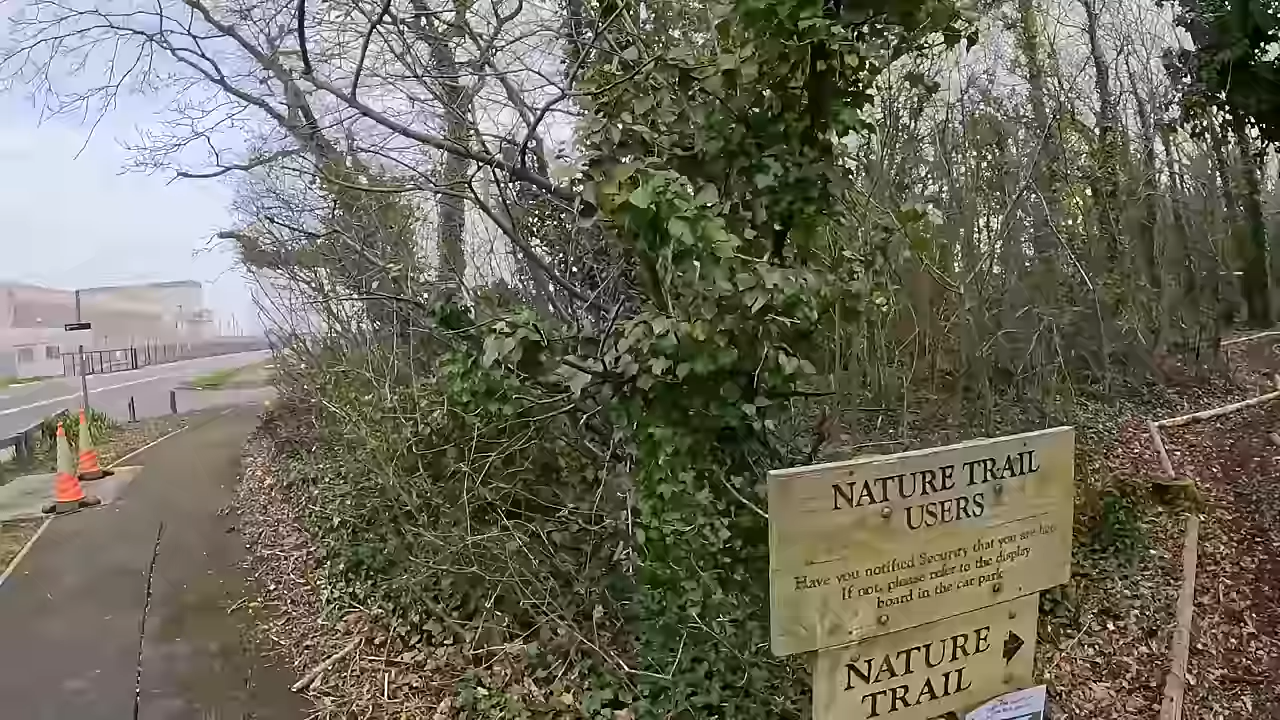 NATURE TRAIL
USERS
Have you notified Security that you are here
If not, please refer to the display
board in the car park
NATURE
TRAIL